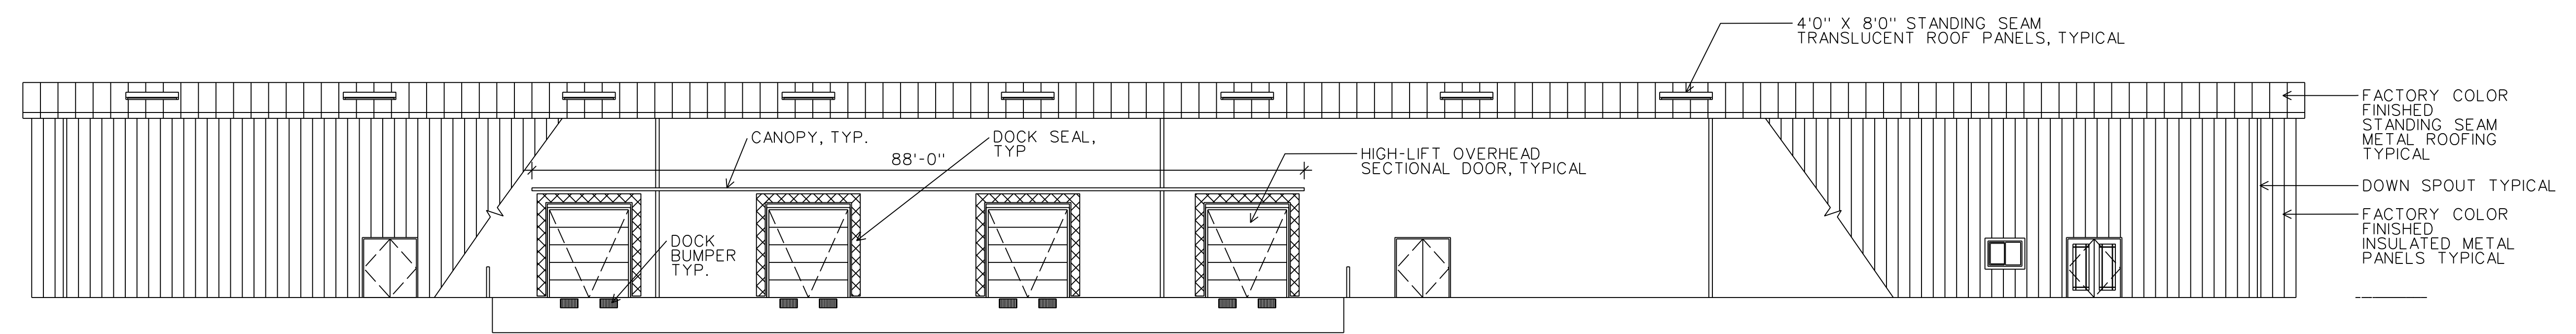 4'0" X 8'0" STANDING SEAM
TRANSLUCENT ROOF PANELS, TYPICAL
FACTORY COLOR
FINISHED
STANDING SEAM
METAL ROOFING
TYPICAL
CANOPY, TYP.
DOCK SEAL,
TYP
88'-0"
HIGH-LIFT OVERHEAD
SECTIONAL DOOR, TYPICAL
DOWN SPOUT TYPICAL
FACTORY COLOR
FINISHED
INSULATED METAL
PANELS TYPICAL
DOCK
BUMPER
TYP.